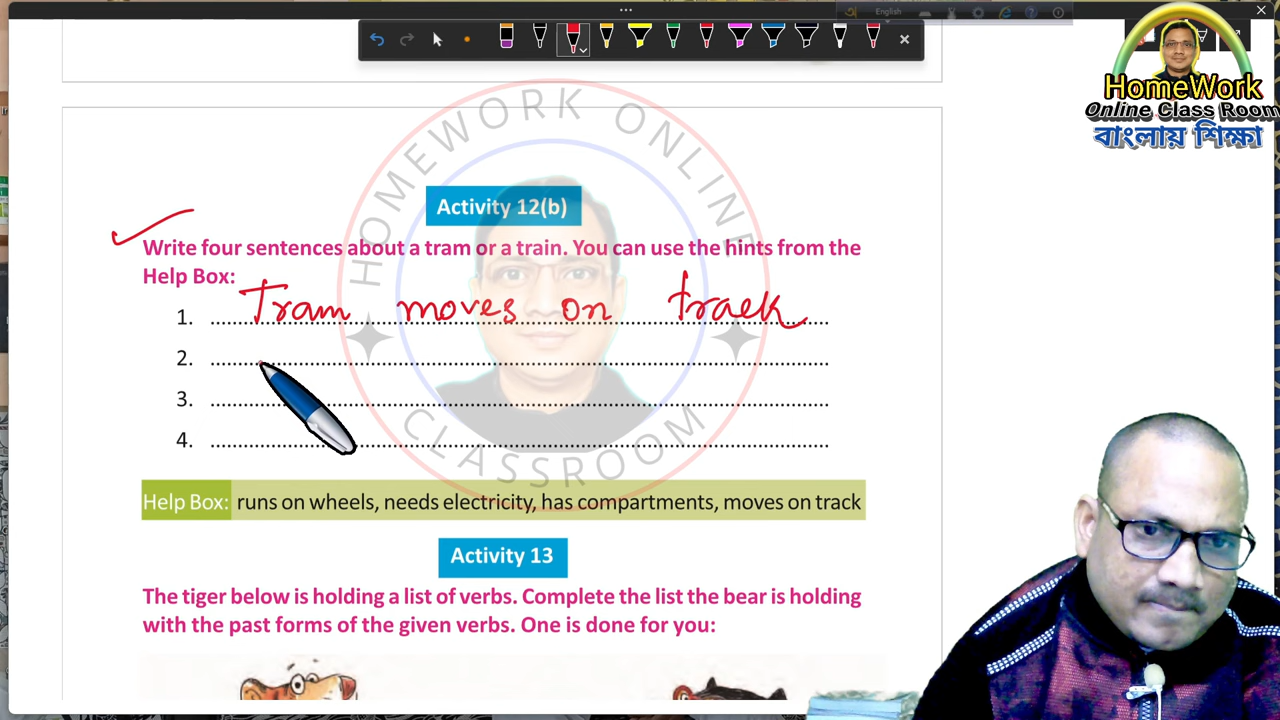 English
HomeWork
Online Class Room
বাংলায় শিক্ষা
HOMEWORK ONLINE
CLASSROOM
Activity 12(b)
Write four sentences about a tram or a train. You can use the hints from the
Help Box:
1. Tram moves on track
2.
3.
4.
Help Box: runs on wheels, needs electricity, has compartments, moves on track
Activity 13
The tiger below is holding a list of verbs. Complete the list the bear is holding
with the past forms of the given verbs. One is done for you: